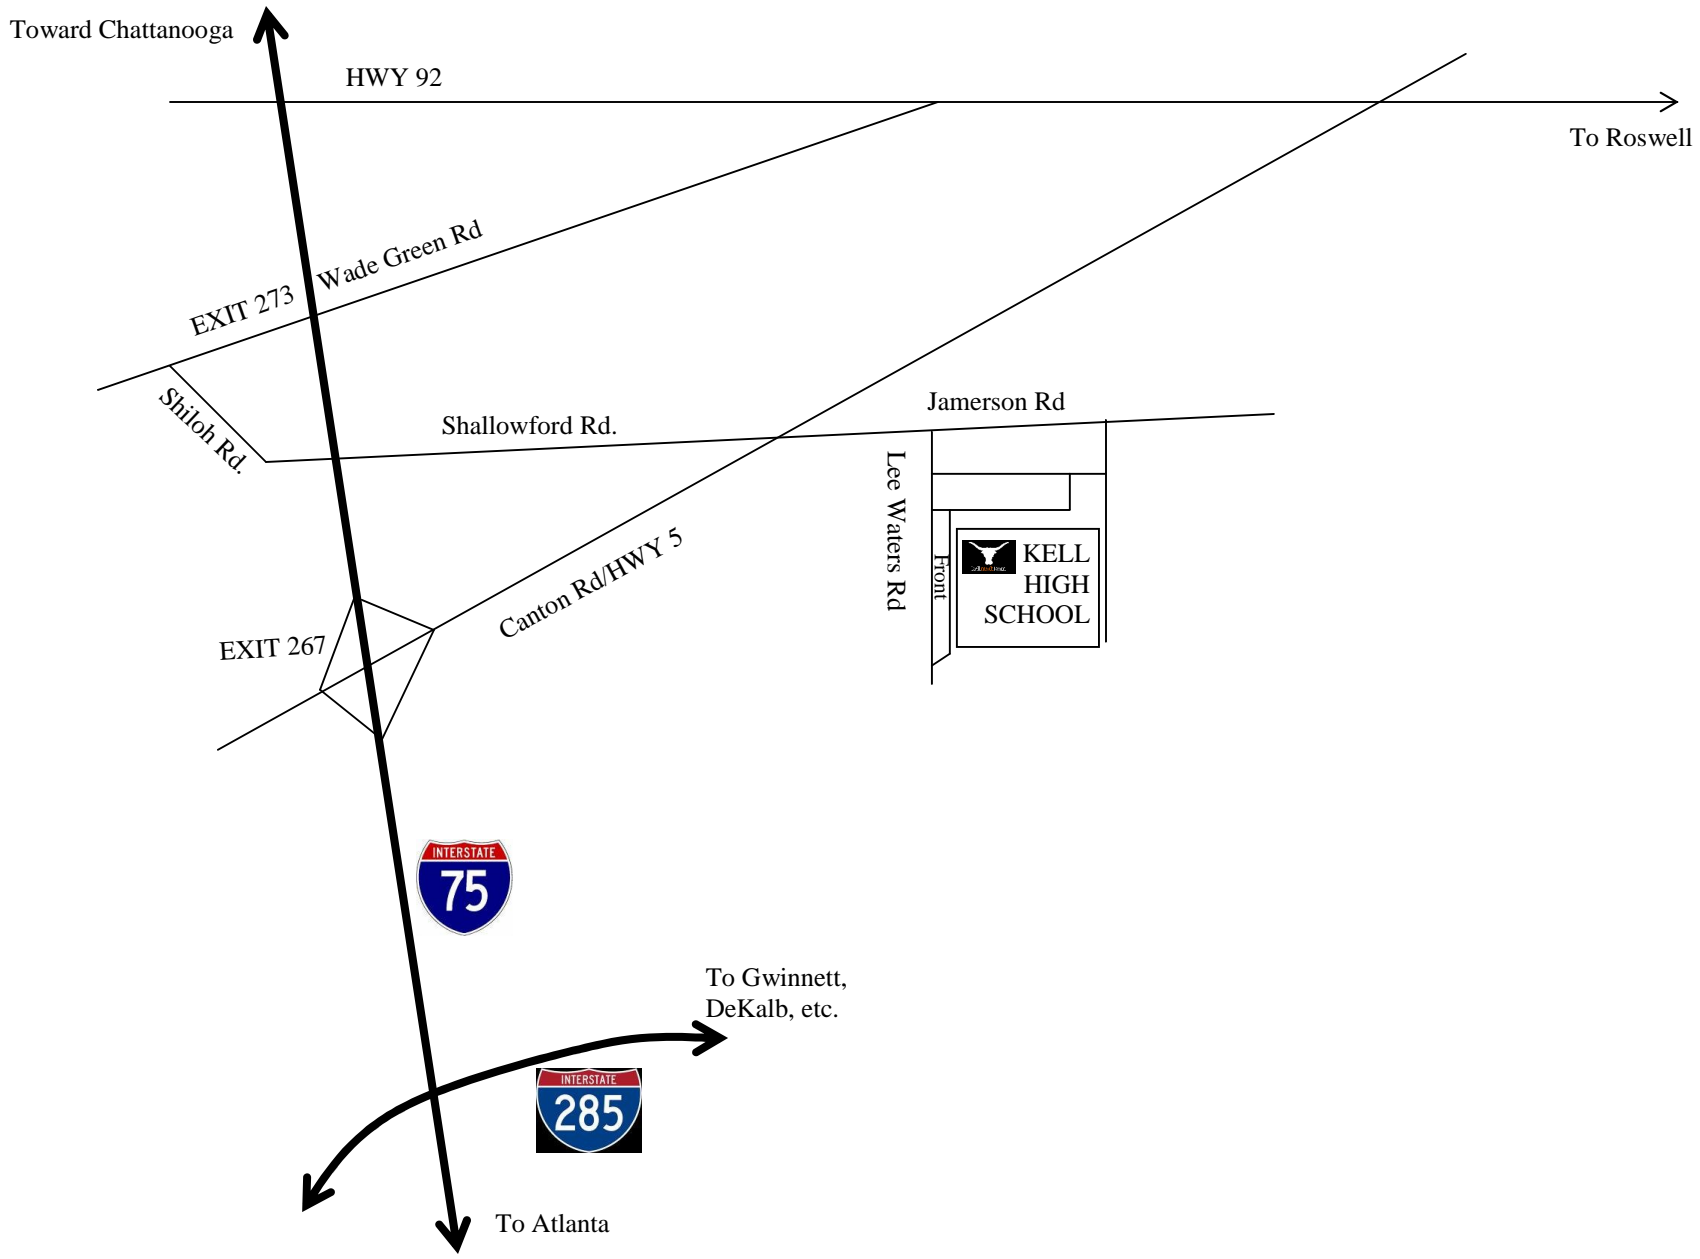 Toward Chattanooga
HWY 92
To Roswell
Wade Green Rd
EXIT 273
Shiloh Rd.
Shallowford Rd.
Jamerson Rd
Lee Waters Rd
Front
KELL
HIGH
SCHOOL
Canton Rd/HWY 5
EXIT 267
INTERSTATE
75
To Gwinnett,
DeKalb, etc.
INTERSTATE
285
To Atlanta